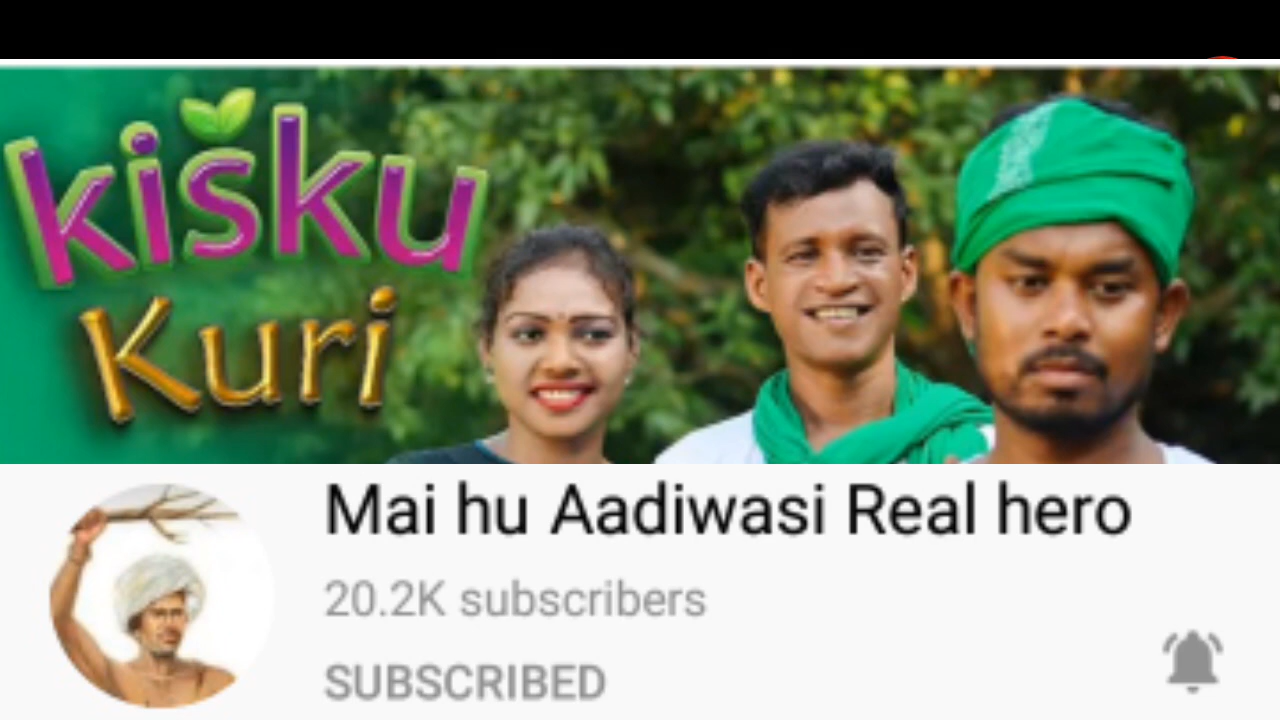 kisku
Kuri
Mai hu Aadiwasi Real hero
20.2K subscribers
SUBSCRIBED